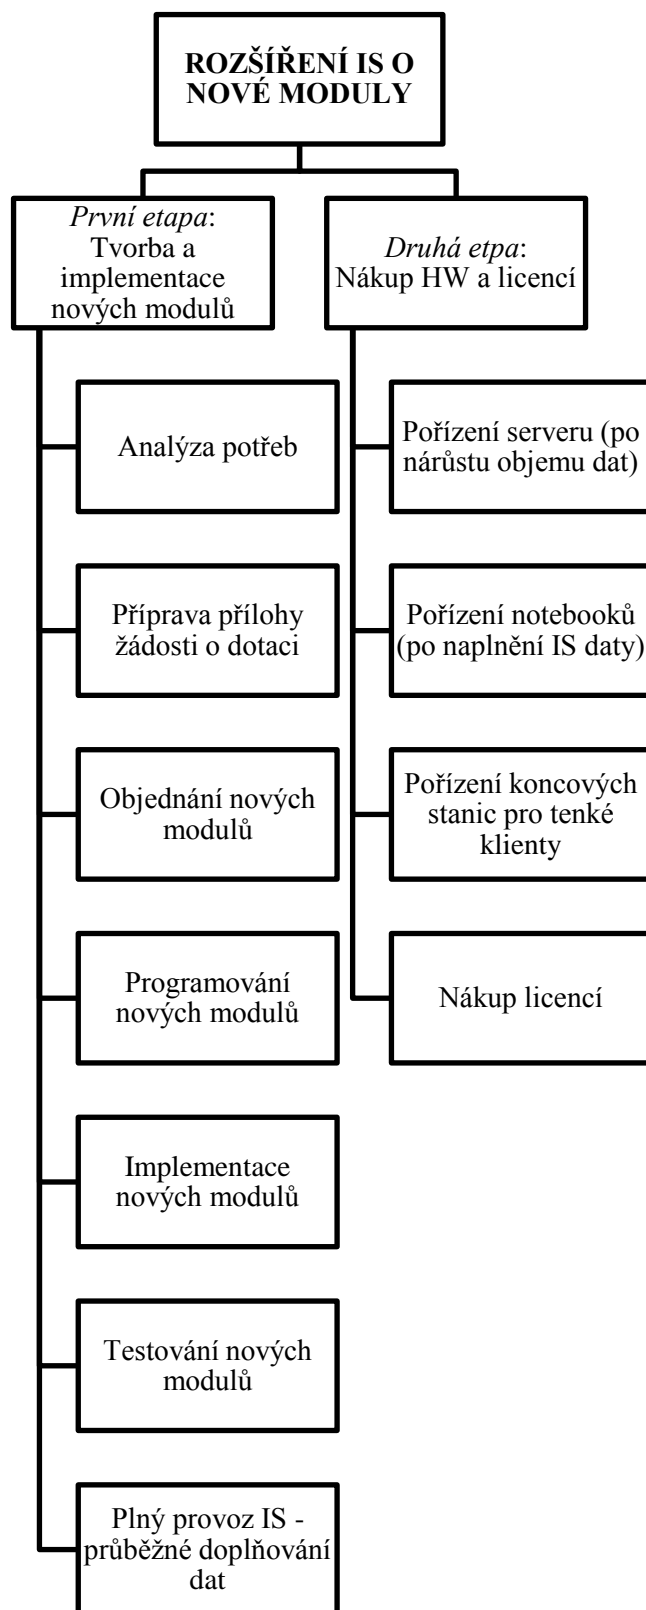 ROZŠÍŘENÍ IS O
NOVÉ MODULY
První etapa:
Tvorba a
implementace
nových modulů
Druhá etpa:
Nákup HW a licencí
Analýza potřeb
Příprava přílohy
žádosti o dotaci
Objednání nových
modulů
Programování
nových modulů
Implementace
nových modulů
Testování nových
modulů
Plný provoz IS -
průběžné doplňování
dat
Pořízení serveru (po
nárůstu objemu dat)
Pořízení notebooků
(po naplnění IS daty)
Pořízení koncových
stanic pro tenké
klienty
Nákup licencí